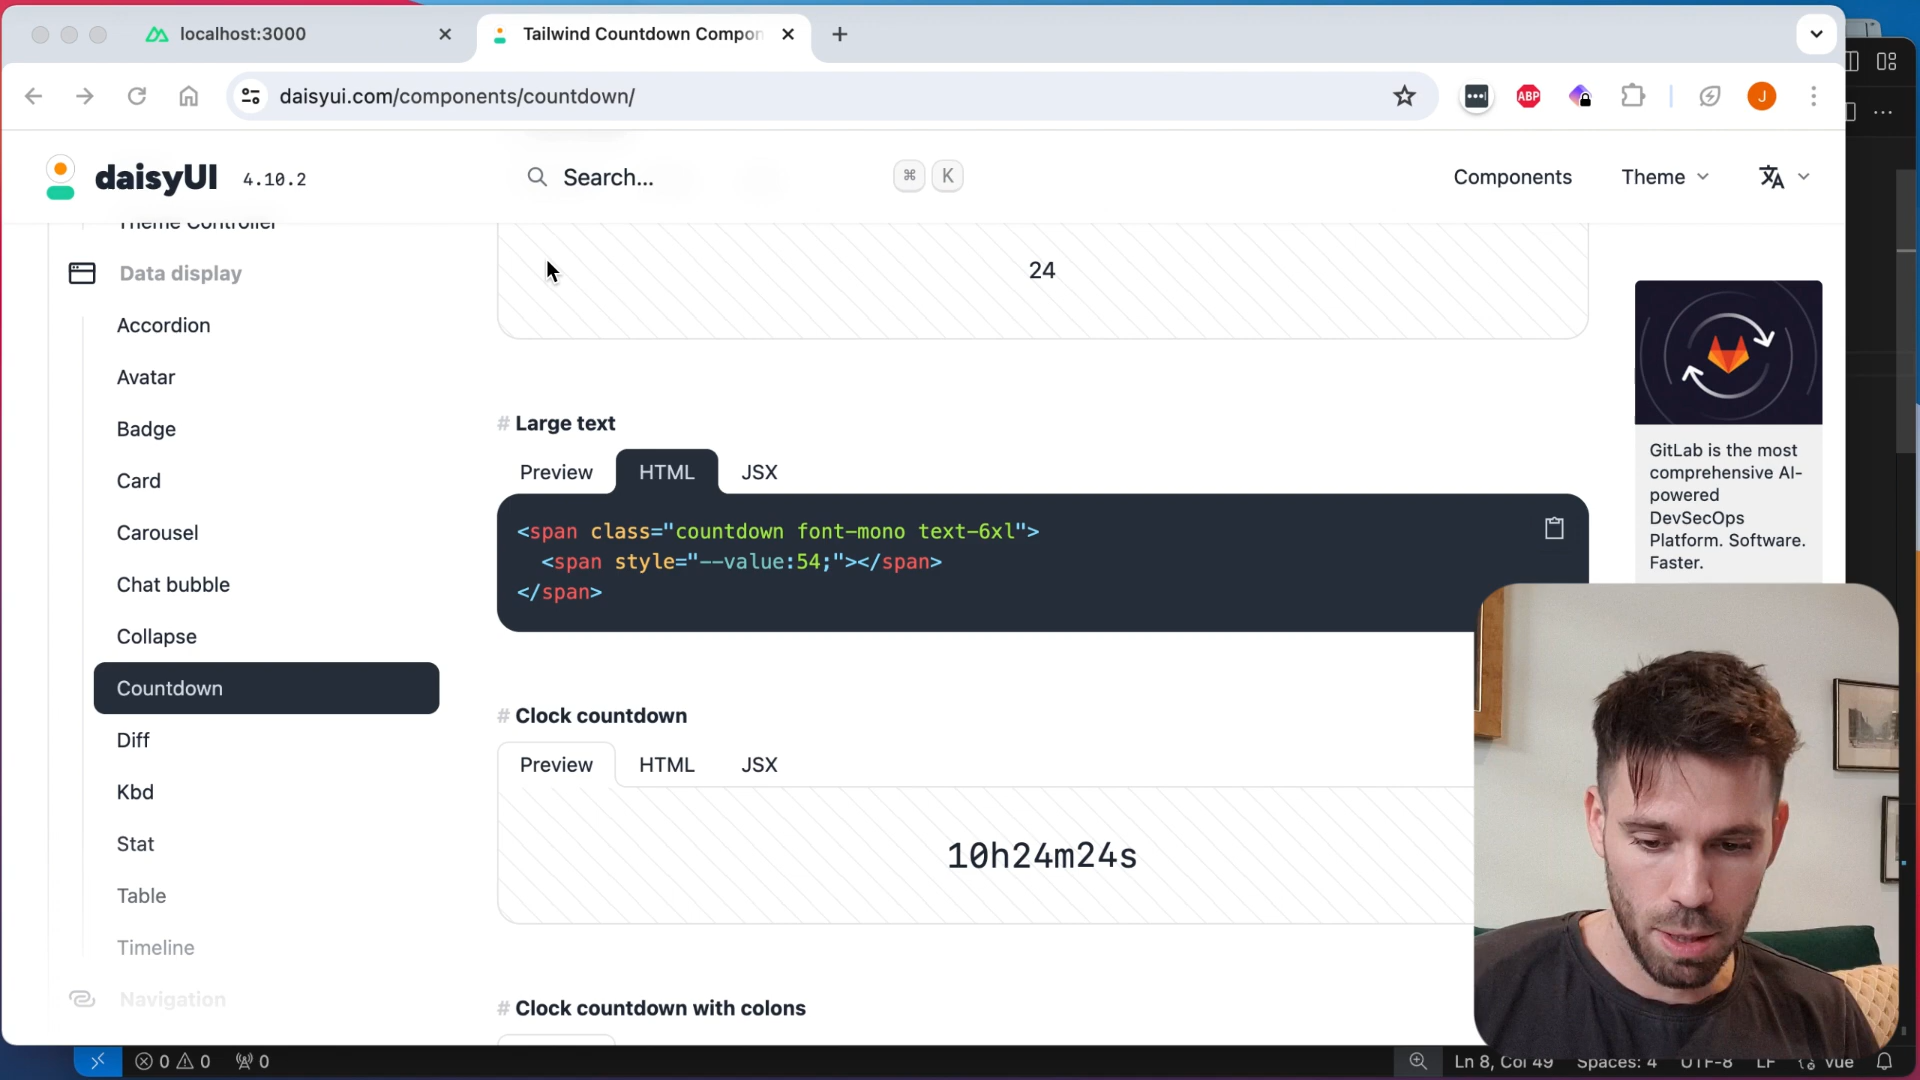 localhost:3000
Tailwind Countdown Compon
daisyui.com/components/countdown/
ABP
J
daisyUI 4.10.2
Search...
⌘ K
Components
Theme
Theme Controller
Data display
Accordion
Avatar
Badge
Card
Carousel
Chat bubble
Collapse
Countdown
Diff
Kbd
Stat
Table
Timeline
Navigation
24
# Large text
Preview HTML JSX
<span class="countdown font-mono text-6xl">
<span style="--value:54;"></span>
</span>
# Clock countdown
Preview HTML JSX
10h24m24s
# Clock countdown with colons
GitLab is the most
comprehensive AI-
powered
DevSecOps
Platform. Software.
Faster.
0 0 0
Ln 8, Col 49 Spaces: 4 UTF-8 LF Vue